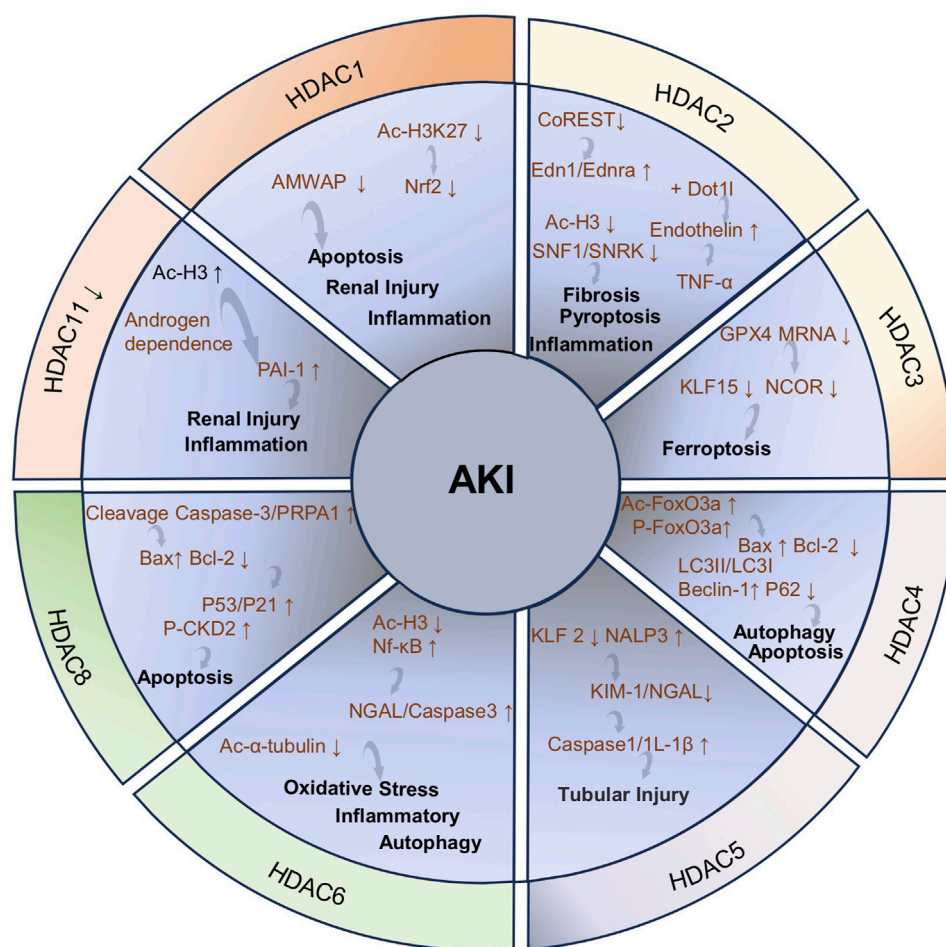 HDAC1
Ac-H3K27 ↓
AMWAP ↓
Nrf2 ↓
Apoptosis
Renal Injury
Inflammation
HDAC2
CoREST↓
Edn1/Ednra ↑
+ Dot1l
Ac-H3 ↓
Endothelin ↑
SNF1/SNRK ↓
TNF-α
Fibrosis
Pyroptosis
Inflammation
HDAC3
GPX4 MRNA ↓
KLF15 ↓ NCOR ↓
Ferroptosis
HDAC4
Ac-FoxO3a ↑
P-FoxO3a↑
Bax ↑ Bcl-2 ↓
LC3II/LC3I
Beclin-1↑ P62 ↓
Autophagy
Apoptosis
HDAC5
KLF 2 ↓ NALP3 ↑
KIM-1/NGAL↓
Caspase1/1L-1β ↑
Tubular Injury
HDAC6
Ac-H3 ↓
Nf-κB ↑
NGAL/Caspase3 ↑
Ac-α-tubulin ↓
Oxidative Stress
Inflammatory
Autophagy
HDAC8
Cleavage Caspase-3/PRPA1 ↑
Bax↑ Bcl-2 ↓
P53/P21 ↑
P-CKD2 ↑
Apoptosis
HDAC11 ↓
Ac-H3 ↑
Androgen
dependence
PAI-1 ↑
Renal Injury
Inflammation
AKI